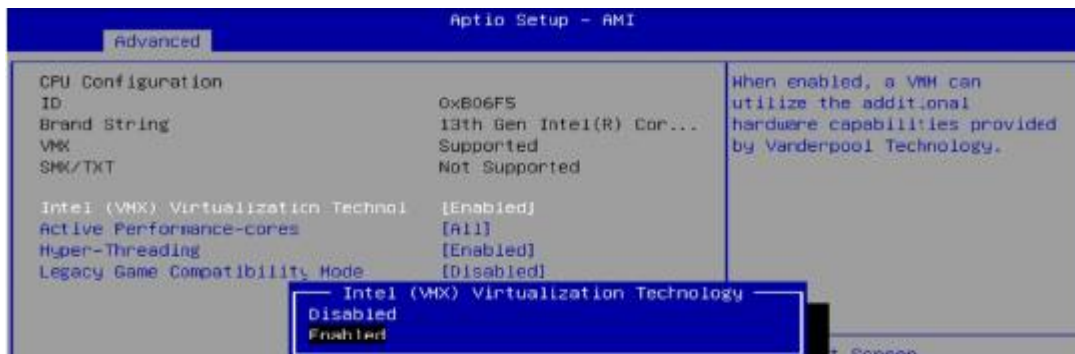 Aptio Setup - AMI
Advanced
CPU Configuration
ID 0xB06F5
Brand String 13th Gen Intel(R) Cor...
VMX Supported
SMX/TXT Not Supported
Intel (VMX) Virtualization Technol [Enabled]
Active Performance-cores [All]
Hyper-Threading [Enabled]
Legacy Game Compatibility Mode [Disabled]
When enabled, a VMM can
utilize the additional
hardware capabilities provided
by Vanderpool Technology.
Intel (VMX) Virtualization Technology
Disabled
Enabled